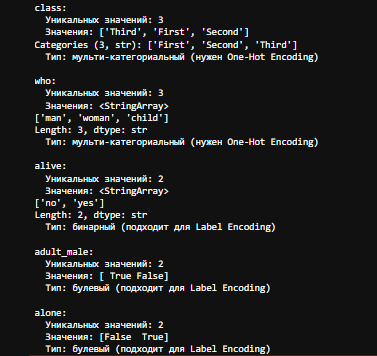 class:
Уникальных значений: 3
Значения: ['Third', 'First', 'Second']
Categories (3, str): ['First', 'Second', 'Third']
Тип: мульти-категориальный (нужен One-Hot Encoding)
who:
Уникальных значений: 3
Значения: <StringArray>
['man', 'woman', 'child']
Length: 3, dtype: str
Тип: мульти-категориальный (нужен One-Hot Encoding)
alive:
Уникальных значений: 2
Значения: <StringArray>
['no', 'yes']
Length: 2, dtype: str
Тип: бинарный (подходит для Label Encoding)
adult_male:
Уникальных значений: 2
Значения: [ True False]
Тип: булевый (подходит для Label Encoding)
alone:
Уникальных значений: 2
Значения: [False  True]
Тип: булевый (подходит для Label Encoding)